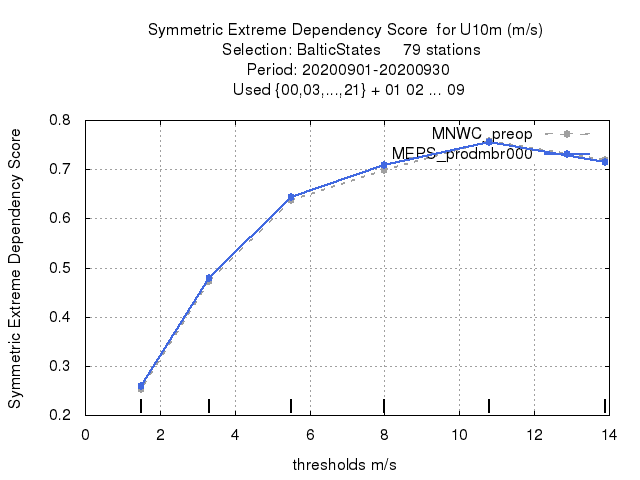 Symmetric Extreme Dependency Score  for U10m (m/s)
Selection: BalticStates     79 stations
Period: 20200901-20200930
Used {00,03,...,21} + 01 02 ... 09
Symmetric Extreme Dependency Score
0.8
0.7
0.6
0.5
0.4
0.3
0.2
MNWC_preop
MEPS_prodmbr000
0 2 4 6 8 10 12 14
thresholds m/s